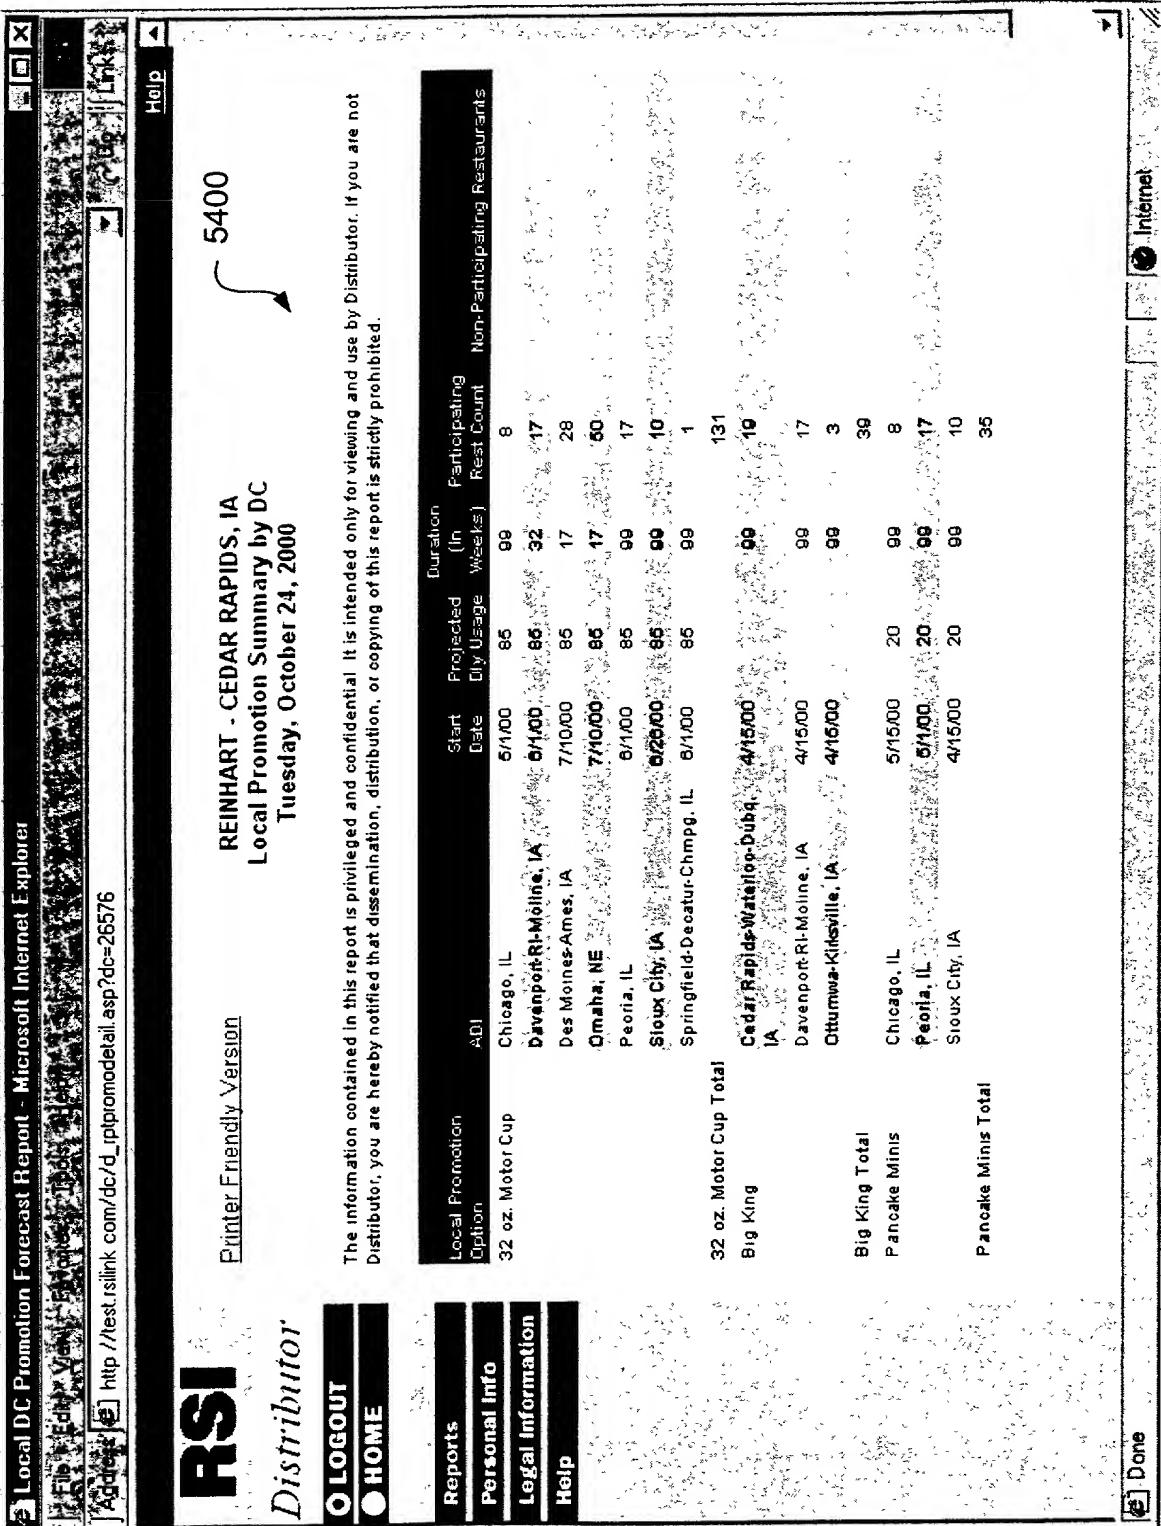 Local DC Promotion Forecast Report - Microsoft Internet Explorer
File Edit View Favorites Tools Help
Address http://test.rsilink.com/dc/d_rptpromodetail.asp?dc=26576 Go Links
Help
RSI
Distributor
LOGOUT
HOME
Reports
Personal Info
Legal Information
Help
Printer Friendly Version
REINHART - CEDAR RAPIDS, IA
Local Promotion Summary by DC
Tuesday, October 24, 2000
5400
The information contained in this report is privileged and confidential. It is intended only for viewing and use by Distributor. If you are not
Distributor, you are hereby notified that dissemination, distribution, or copying of this report is strictly prohibited.
Local Promotion Option ADI Start Date Projected Dly Usage Duration (In Weeks) Participating Rest Count Non-Participating Restaurants
32 oz. Motor Cup Chicago, IL 5/1/00 85 99 8
Davenport-RI-Moline, IA 6/1/00 85 32 17
Des Moines-Ames, IA 7/10/00 85 17 28
Omaha, NE 7/10/00 85 17 50
Peoria, IL 6/1/00 85 99 17
Sioux City, IA 6/26/00 85 99 10
Springfield-Decatur-Chmpg, IL 6/1/00 85 99 1
32 oz. Motor Cup Total 131
Big King Cedar Rapids-Waterloo-Dubq, IA 4/15/00 99 19
Davenport-RI-Moline, IA 4/15/00 99 17
Ottumwa-Kirksville, IA 4/15/00 99 3
Big King Total 39
Pancake Minis Chicago, IL 5/15/00 20 99 8
Peoria, IL 5/1/00 20 99 17
Sioux City, IA 4/15/00 20 99 10
Pancake Minis Total 35
Done Internet